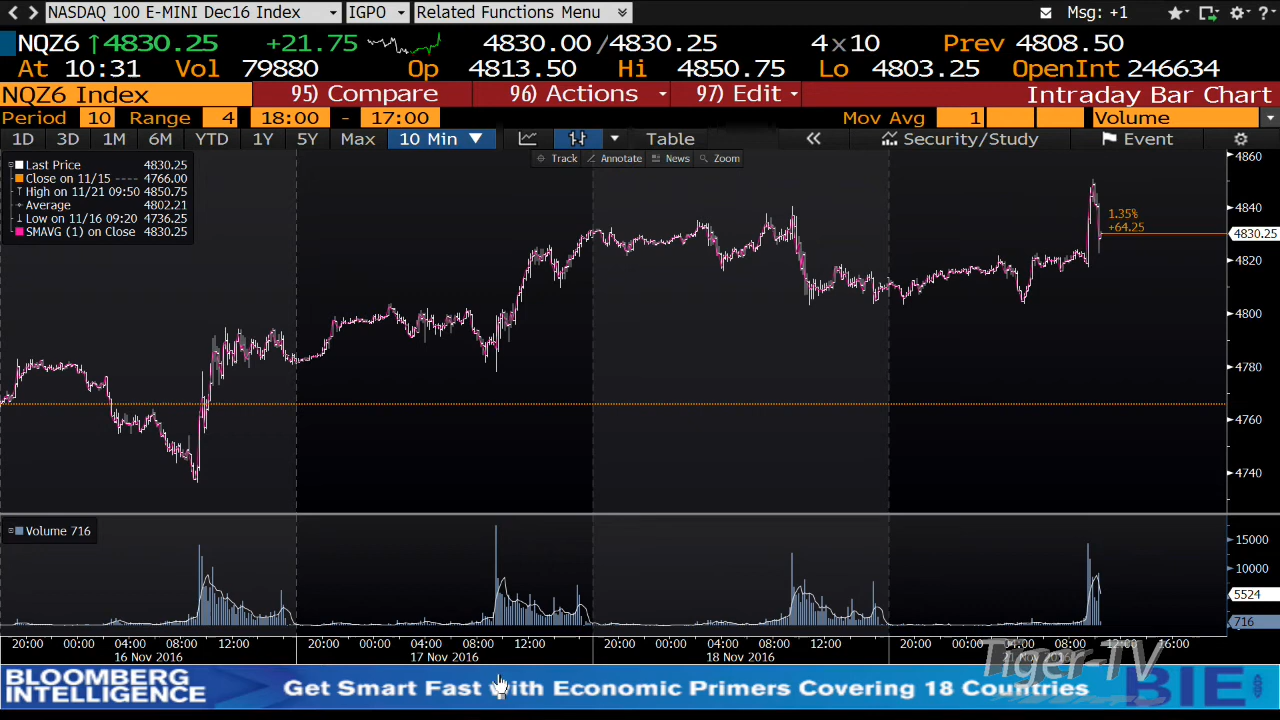 NASDAQ 100 E-MINI Dec16 Index IGPO Related Functions Menu Msg: +1 ?
NQZ6 ↑4830.25 +21.75 4830.00/4830.25 4x10 Prev 4808.50
At 10:31 Vol 79880 Op 4813.50 Hi 4850.75 Lo 4803.25 OpenInt 246634
NQZ6 Index 95) Compare 96) Actions 97) Edit Intraday Bar Chart
Period 10 Range 4 18:00 - 17:00 Mov Avg 1 Volume
1D 3D 1M 6M YTD 1Y 5Y Max 10 Min ▼ Table « Security/Study Event
Track Annotate News Zoom
Last Price 4830.25
Close on 11/15 ---- 4766.00
High on 11/21 09:50 4850.75
Average 4802.21
Low on 11/16 09:20 4736.25
SMAVG (1) on Close 4830.25
1.35%
+64.25
4860
4840
4830.25
4820
4800
4780
4760
4740
Volume 716
15000
10000
5524
716
20:00 00:00 04:00 08:00 12:00 20:00 00:00 04:00 08:00 12:00 20:00 00:00 04:00 08:00 12:00 20:00 00:00 04:00 08:00 12:00 16:00
16 Nov 2016 17 Nov 2016 18 Nov 2016
Tiger-TV
BLOOMBERG
INTELLIGENCE
Get Smart Fast with Economic Primers Covering 18 Countries
BIE